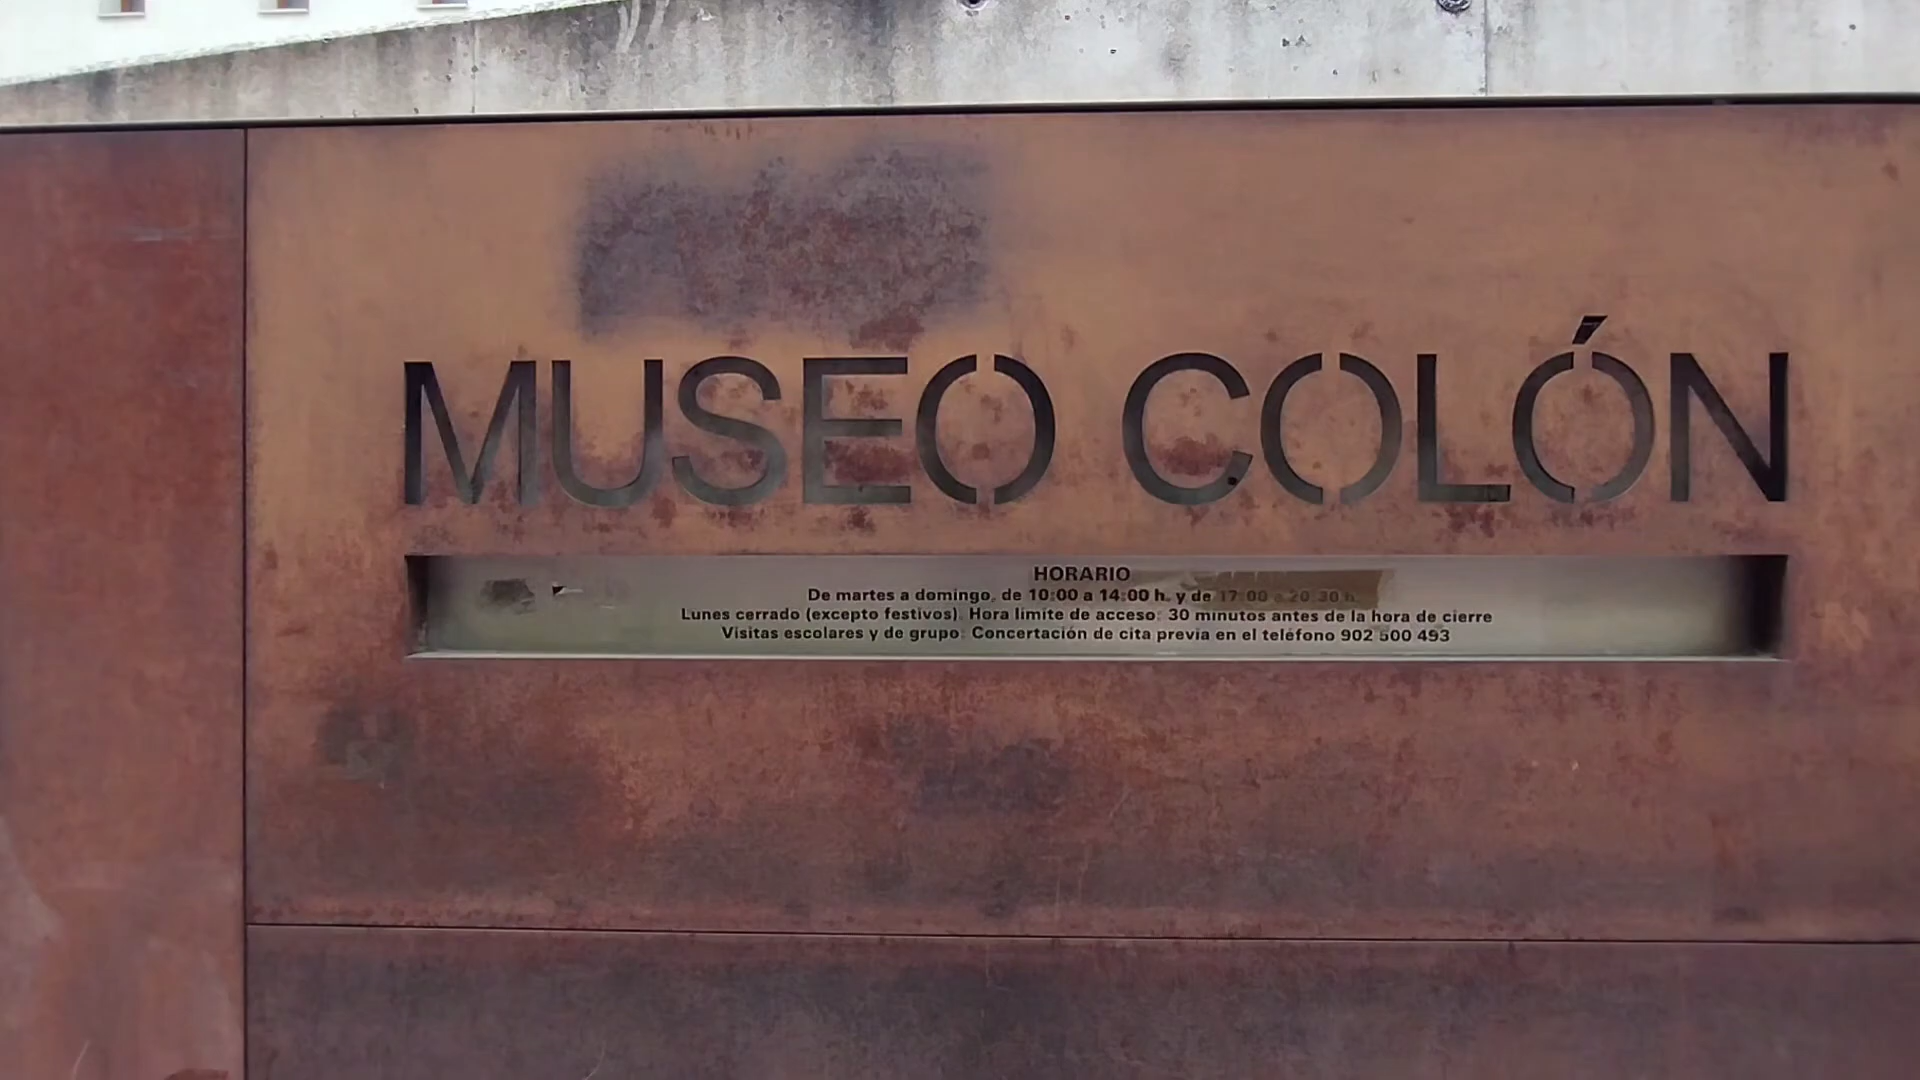 MUSEO COLÓN
HORARIO
De martes a domingo, de 10:00 a 14:00 h. y de 17:00 a 20.30 h.
Lunes cerrado (excepto festivos). Hora límite de acceso: 30 minutos antes de la hora de cierre
Visitas escolares y de grupo: Concertación de cita previa en el teléfono 902 500 493